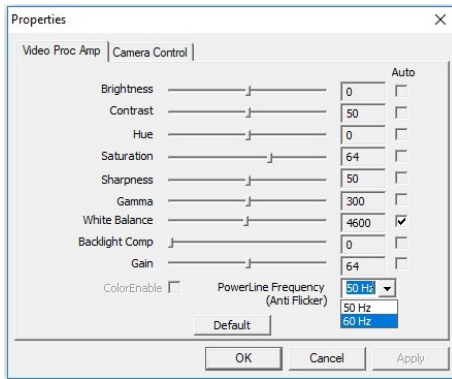 Properties
Video Proc Amp Camera Control
Auto
Brightness 0
Contrast 50
Hue 0
Saturation 64
Sharpness 50
Gamma 300
White Balance 4600
Backlight Comp 0
Gain 64
ColorEnable PowerLine Frequency 50 Hz
(Anti Flicker) 50 Hz
60 Hz
Default
OK Cancel Apply